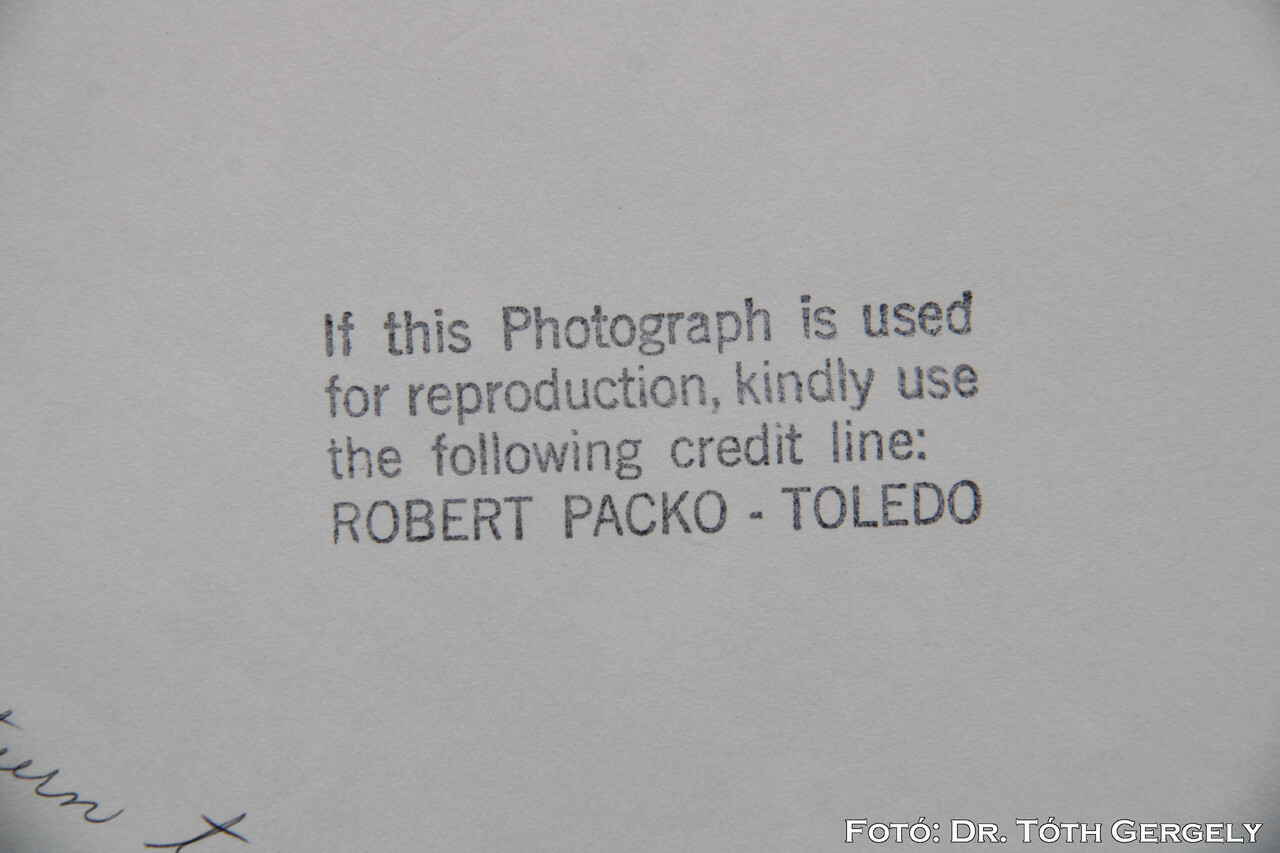 If this Photograph is used
for reproduction, kindly use
the following credit line:
ROBERT PACKO - TOLEDO
Fotó: Dr. Tóth Gergely